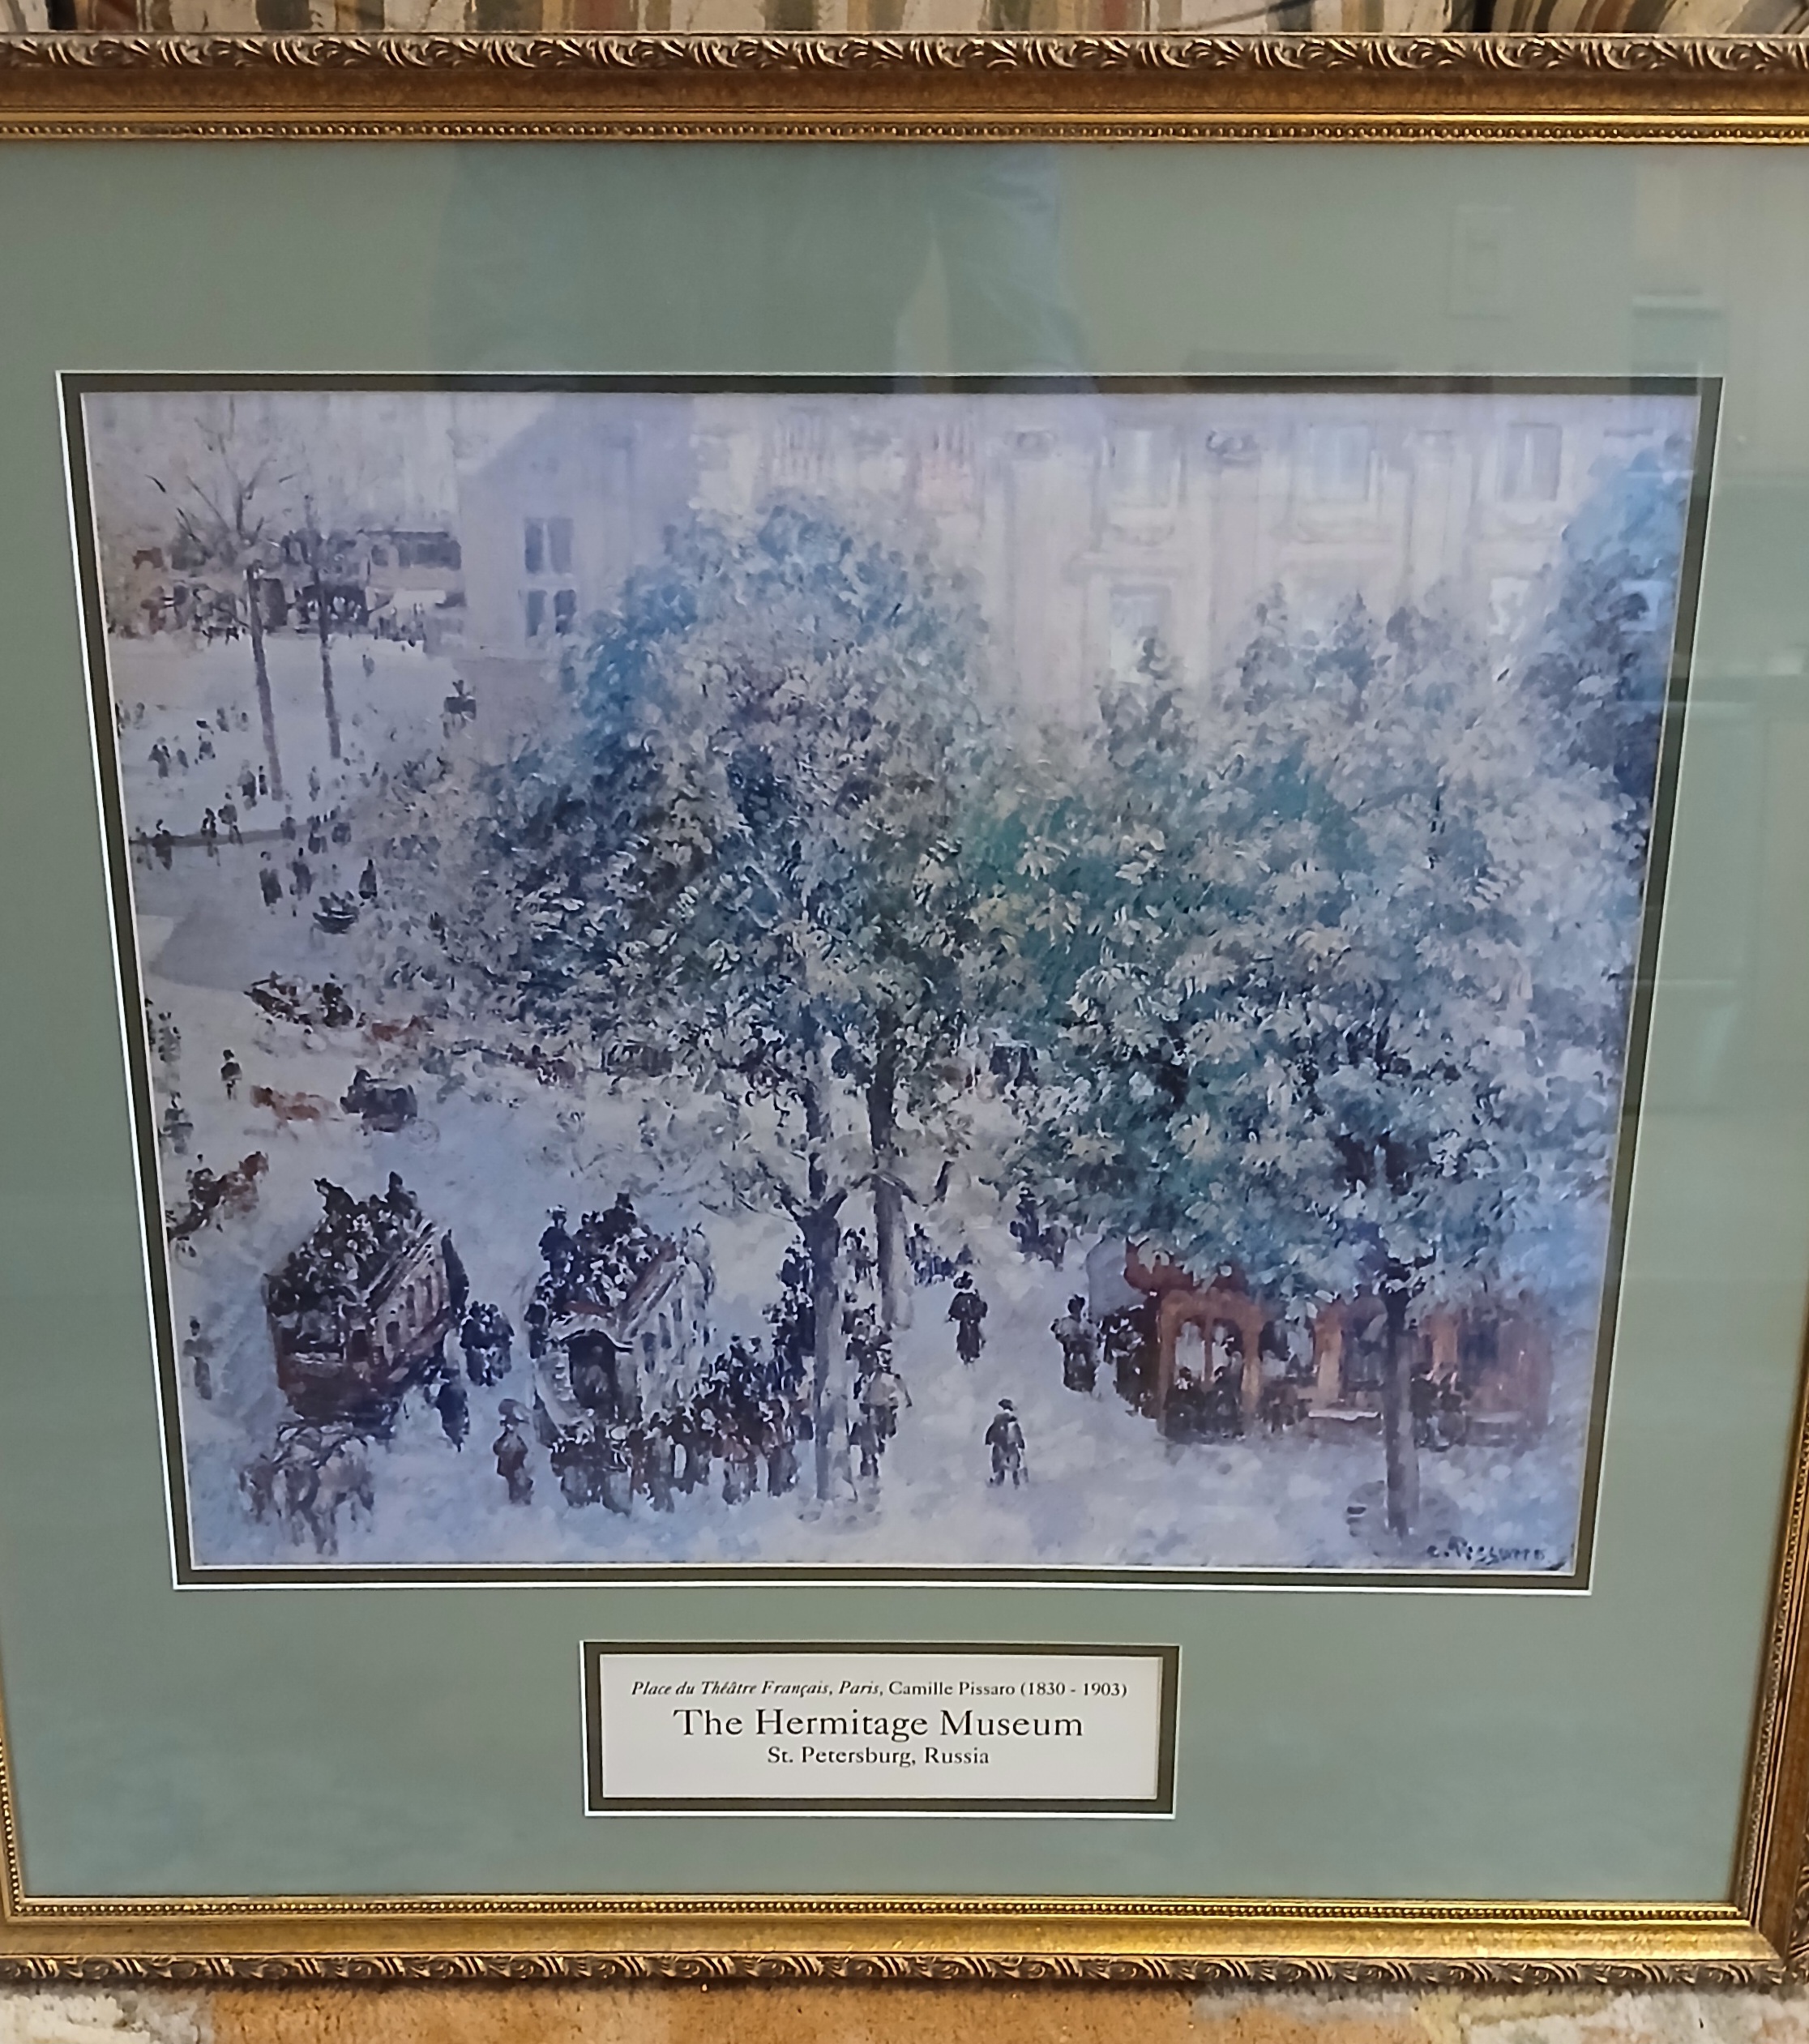 C. Pissarro
Place du Théâtre Français, Paris, Camille Pissaro (1830 - 1903)
The Hermitage Museum
St. Petersburg, Russia